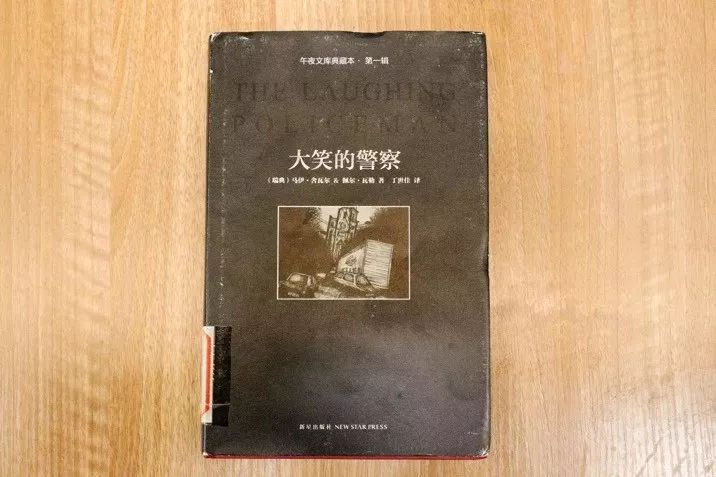 午夜文库典藏本·第一辑
THE LAUGHING
POLICEMAN
大笑的警察
（瑞典）马伊·舍瓦尔 & 佩尔·瓦勒 著 丁世佳 译
新星出版社 NEW STAR PRESS